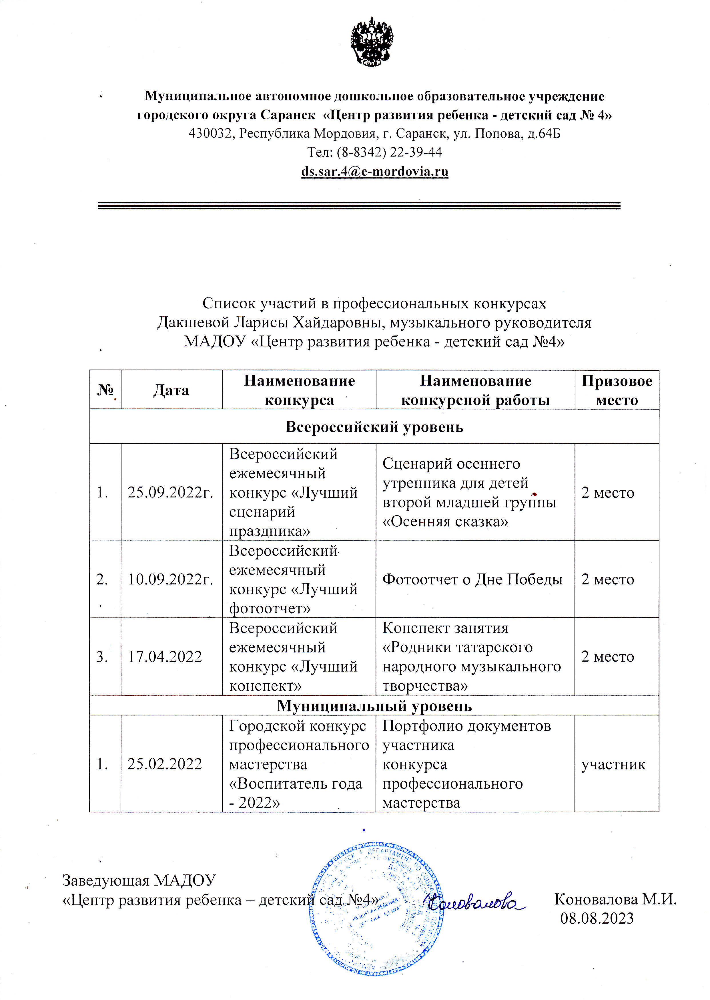 Муниципальное автономное дошкольное образовательное учреждение
городского округа Саранск «Центр развития ребенка - детский сад № 4»
430032, Республика Мордовия, г. Саранск, ул. Попова, д.64Б
Тел: (8-8342) 22-39-44
ds.sar.4@e-mordovia.ru
Список участий в профессиональных конкурсах
Дакшевой Ларисы Хайдаровны, музыкального руководителя
МАДОУ «Центр развития ребенка - детский сад №4»
№
Дата
Наименование
конкурса
Наименование
конкурсной работы
Призовое
место
Всероссийский уровень
1.
25.09.2022г.
Всероссийский
ежемесячный
конкурс «Лучший
сценарий
праздника»
Сценарий осеннего
утренника для детей
второй младшей группы
«Осенняя сказка»
2 место
2.
10.09.2022г.
Всероссийский
ежемесячный
конкурс «Лучший
фотоотчет»
Фотоотчет о Дне Победы
2 место
3.
17.04.2022
Всероссийский
ежемесячный
конкурс «Лучший
конспект»
Конспект занятия
«Родники татарского
народного музыкального
творчества»
2 место
Муниципальный уровень
1.
25.02.2022
Городской конкурс
профессионального
мастерства
«Воспитатель года
- 2022»
Портфолио документов
участника
конкурса
профессионального
мастерства
участник
Заведующая МАДОУ
«Центр развития ребенка – детский сад №4»
Коновалова
Коновалова М.И.
08.08.2023
ДЕПАРТАМЕНТ ПО СОЦИАЛЬНОЙ ПОЛИТИКЕ